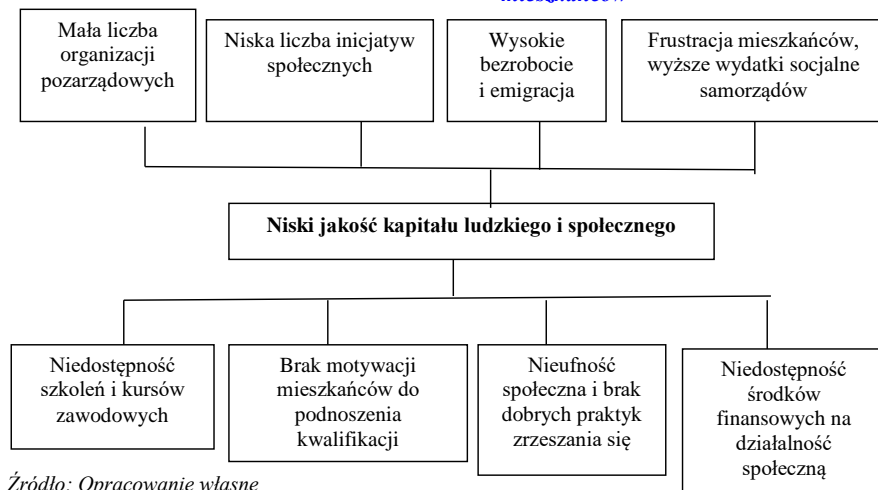 mieszkańców
Mała liczba
organizacji
pozarządowych
Niska liczba inicjatyw
społecznych
Wysokie
bezrobocie
i emigracja
Frustracja mieszkańców,
wyższe wydatki socjalne
samorządów
Niski jakość kapitału ludzkiego i społecznego
Niedostępność
szkoleń i kursów
zawodowych
Brak motywacji
mieszkańców do
podnoszenia
kwalifikacji
Nieufność
społeczna i brak
dobrych praktyk
zrzeszania się
Niedostępność
środków
finansowych na
działalność
społeczną
Źródło: Opracowanie własne